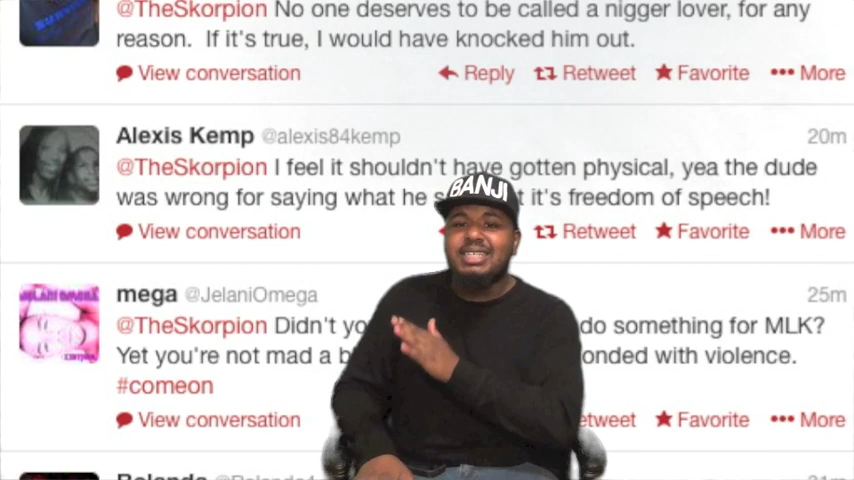 @TheSkorpion No one deserves to be called a nigger lover, for any
reason. If it's true, I would have knocked him out.
View conversation Reply Retweet Favorite More
Alexis Kemp @alexis84kemp 20m
@TheSkorpion I feel it shouldn't have gotten physical, yea the dude
was wrong for saying what he s t it's freedom of speech!
BANJI
View conversation Retweet Favorite More
mega @JelaniOmega 25m
@TheSkorpion Didn't yo do something for MLK?
Yet you're not mad a b onded with violence.
#comeon
View conversation etweet Favorite More